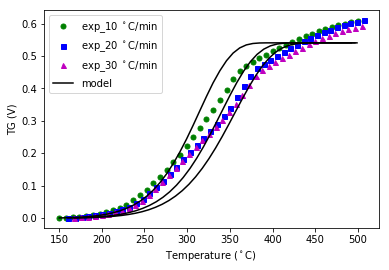 exp_10 °C/min
exp_20 °C/min
exp_30 °C/min
model
TG (V)
0.6
0.5
0.4
0.3
0.2
0.1
0.0
150 200 250 300 350 400 450 500
Temperature (°C)